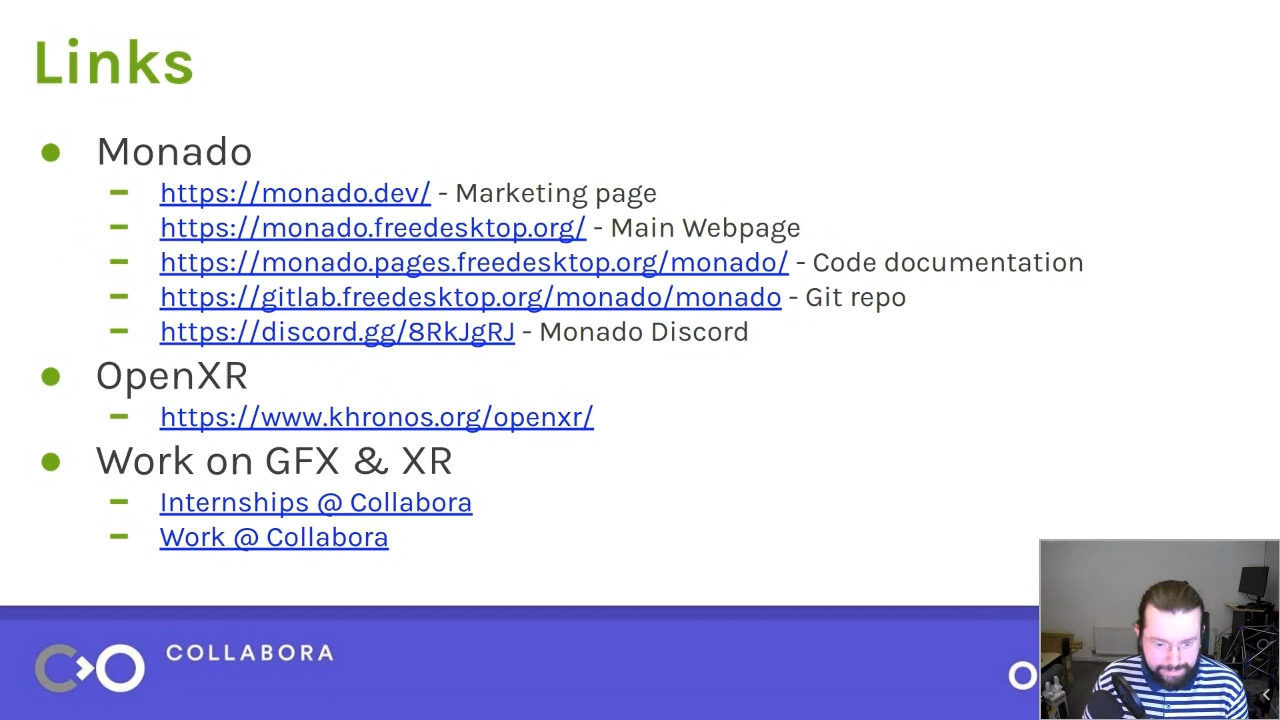 Links
Monado
https://monado.dev/ - Marketing page
https://monado.freedesktop.org/ - Main Webpage
https://monado.pages.freedesktop.org/monado/ - Code documentation
https://gitlab.freedesktop.org/monado/monado - Git repo
https://discord.gg/8RkJgRJ - Monado Discord
OpenXR
https://www.khronos.org/openxr/
Work on GFX & XR
Internships @ Collabora
Work @ Collabora
COLLABORA
O